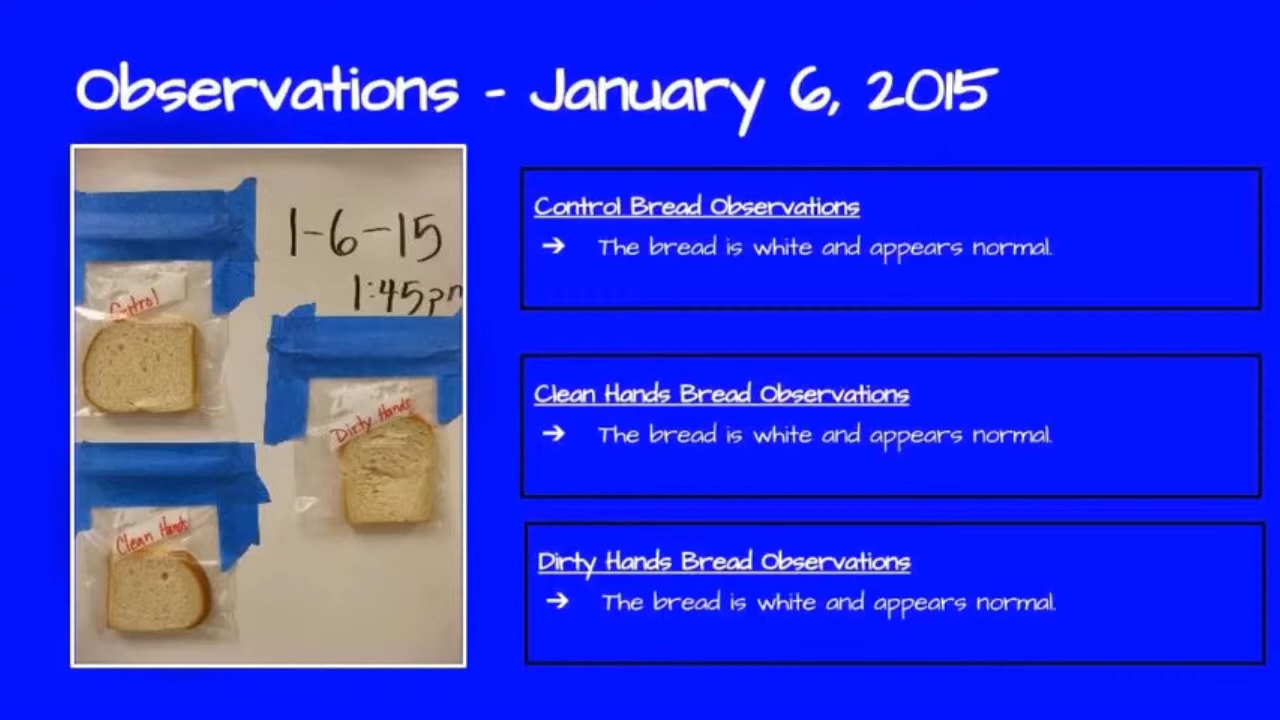 Observations - January 6, 2015
1-6-15
1:45p
Control
Dirty Hands
Clean Hands
Control Bread Observations
➔ The bread is white and appears normal.
Clean Hands Bread Observations
➔ The bread is white and appears normal.
Dirty Hands Bread Observations
➔ The bread is white and appears normal.